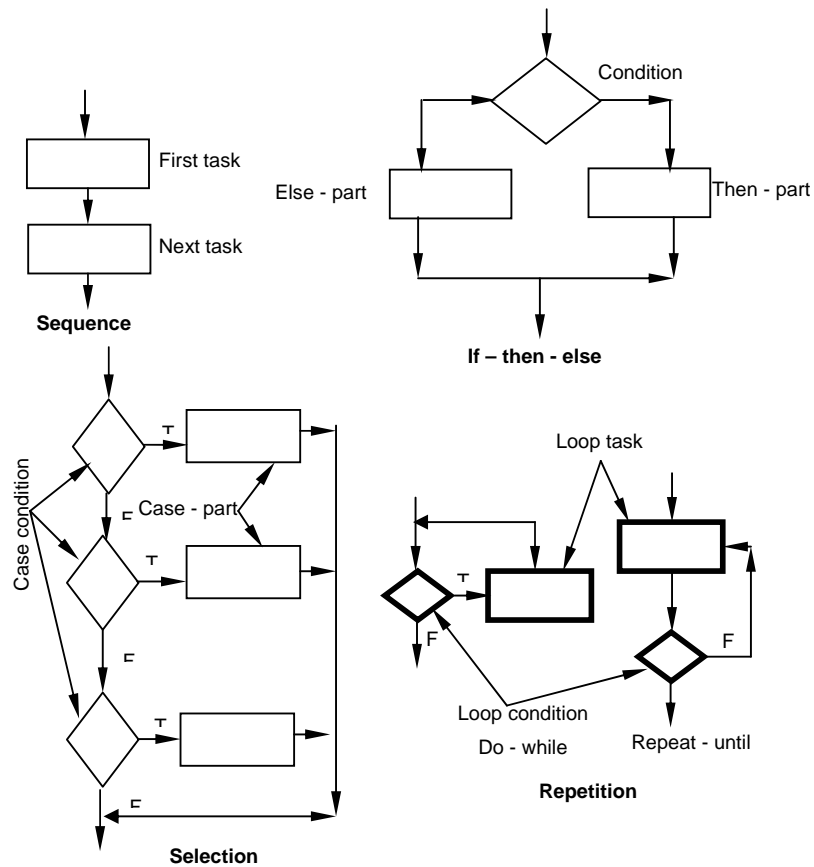 Condition
First task
Else - part
Then - part
Next task
Sequence
If – then - else
T
Loop task
Case condition
F
Case - part
T
T
F
F
F
T
Loop condition
Do - while
Repeat - until
F
Repetition
Selection